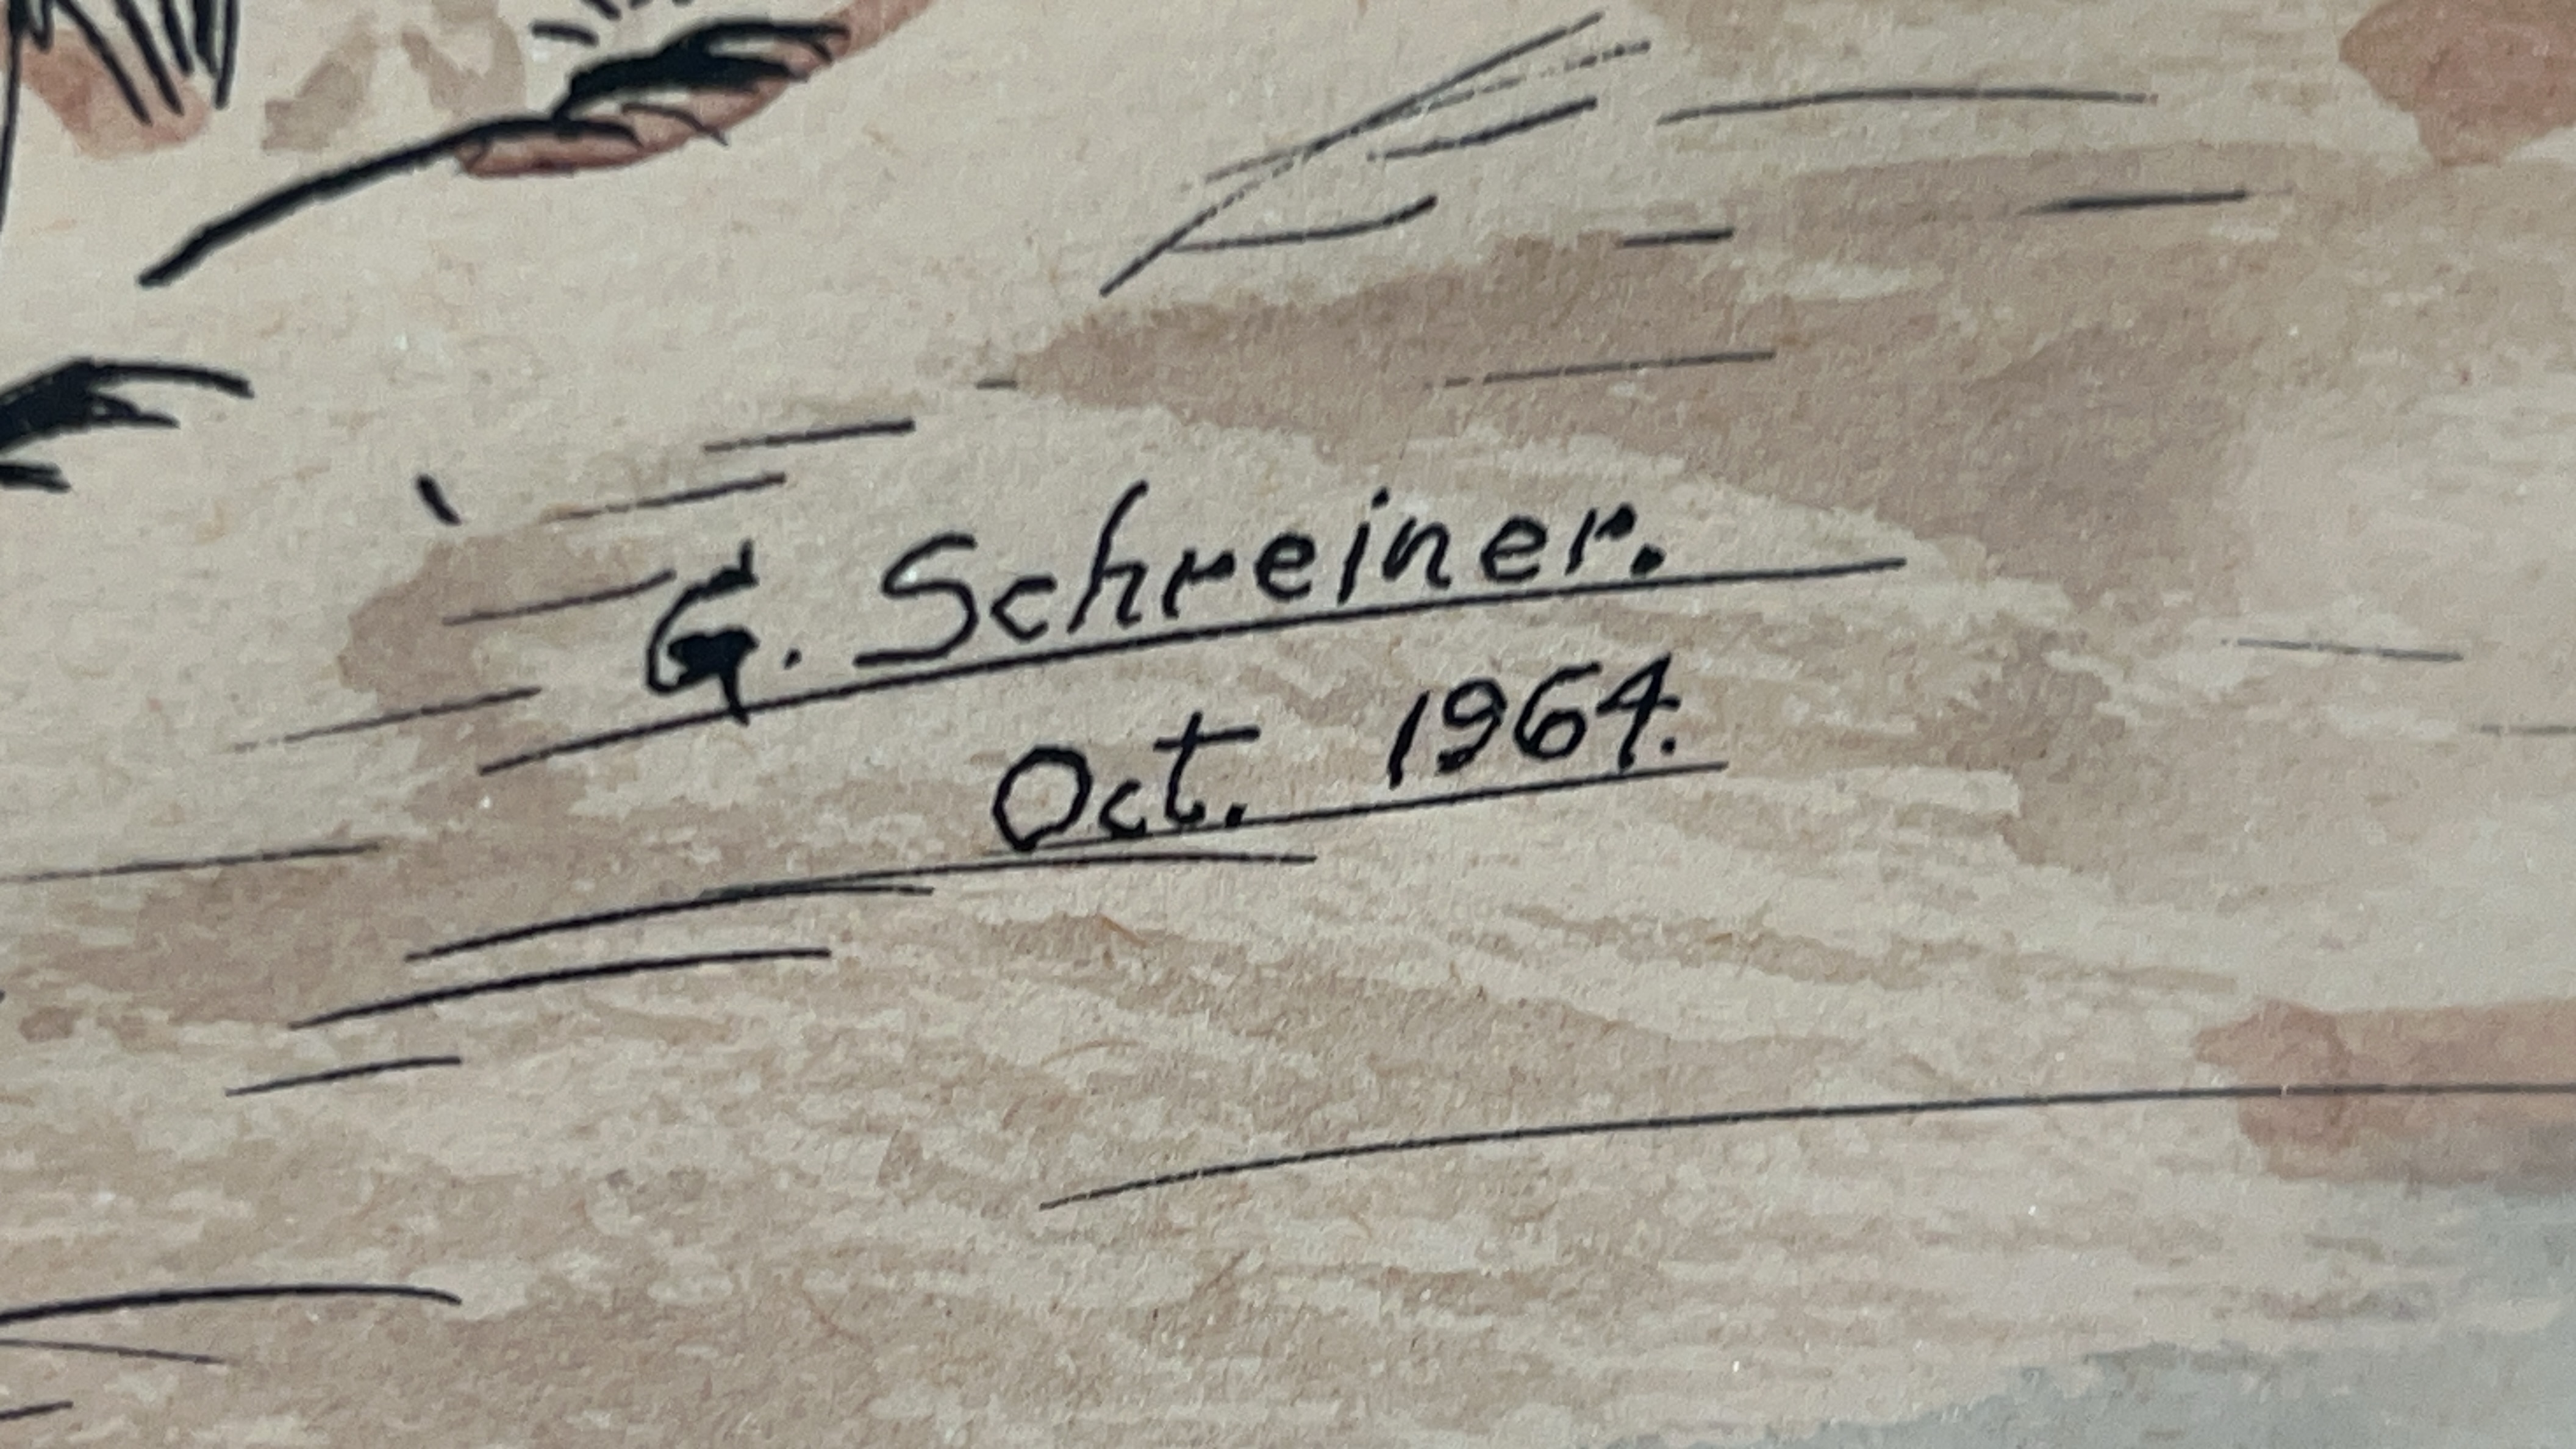 G. Schreiner.
Oct. 1964.